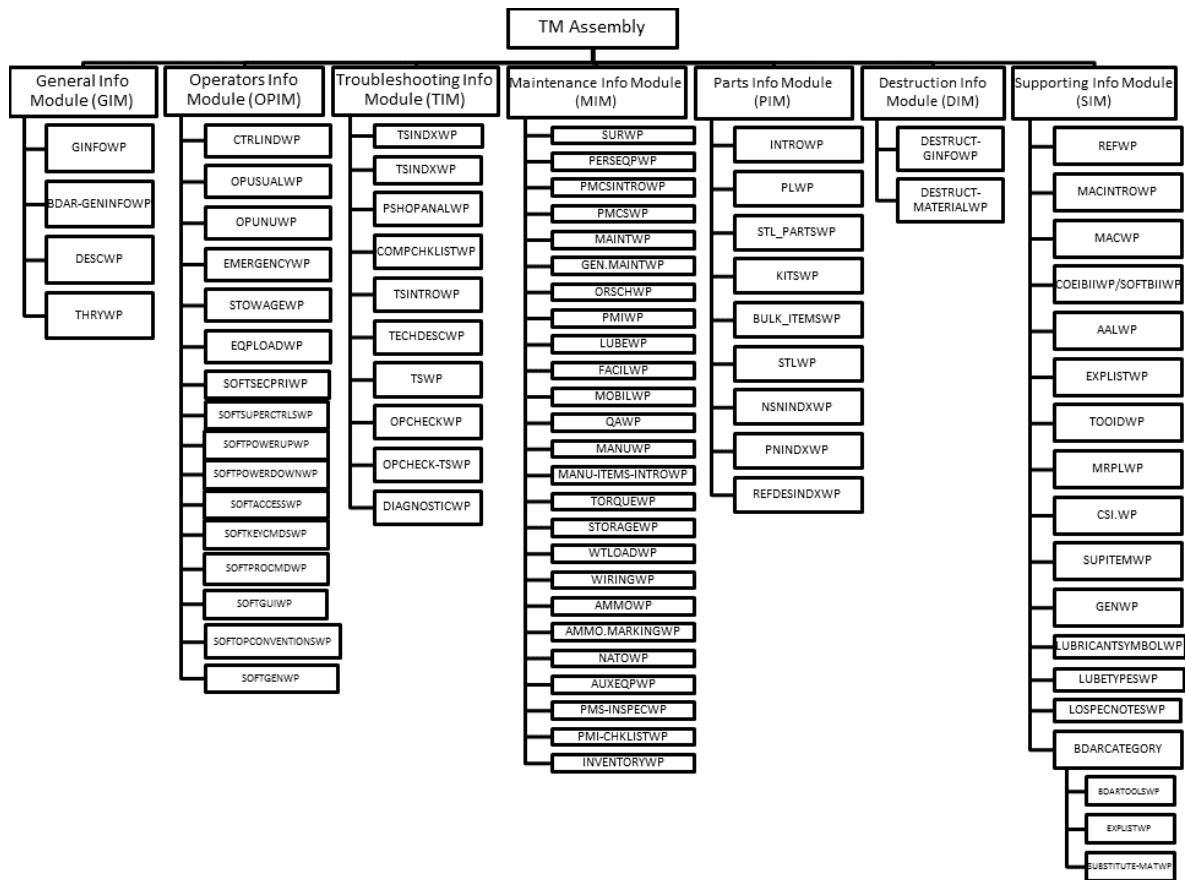 TM Assembly
General Info
Module (GIM)
GINFOWP
BDAR-GENINFOWP
DESCWP
THRYWP
Operators Info
Module (OPIM)
CTRLINDWP
OPUSUALWP
OPUNUWP
EMERGENCYWP
STOWAGEWP
EQPLOADWP
SOFTSECPRIWP
SOFTSUPERCTRLSWP
SOFTPOWERUPWP
SOFTPOWERDOWNWP
SOFTACCESSWP
SOFTKEYCMDSWP
SOFTPROCMDWP
SOFTGUIWP
SOFTOPCONVENTIONSWP
SOFTGENWP
Troubleshooting Info
Module (TIM)
TSINDXWP
TSINDXWP
PSHOPANALWP
COMPCHKLISTWP
TSINTROWP
TECHDESCWP
TSWP
OPCHECKWP
OPCHECK-TSWP
DIAGNOSTICWP
Maintenance Info Module
(MIM)
SURWP
PERSEQPWP
PMCSINTROWP
PMCSWP
MAINTWP
GEN.MAINTWP
ORSCHWP
PMIWP
LUBEWP
FACILWP
MOBILWP
QAWP
MANUWP
MANU-ITEMS-INTROWP
TORQUEWP
STORAGEWP
WTLOADWP
WIRINGWP
AMMOWP
AMMO.MARKINGWP
NATOWP
AUXEQPWP
PMS-INSPECWP
PMI-CHKLISTWP
INVENTORYWP
Parts Info Module
(PIM)
INTROWP
PLWP
STL_PARTSWP
KITSWP
BULK_ITEMSWP
STLWP
NSNINDXWP
PNINDXWP
REFDESINDXWP
Destruction Info
Module (DIM)
DESTRUCT-
GINFOWP
DESTRUCT-
MATERIALWP
Supporting Info Module
(SIM)
REFWP
MACINTROWP
MACWP
COEIBIIWP/SOFTBIIWP
AALWP
EXPLISTWP
TOOIDWP
MRPLWP
CSI.WP
SUPITEMWP
GENWP
LUBRICANTSYMBOLWP
LUBETYPESWP
LOSPECNOTESWP
BDARCATEGORY
BDARTOOLSWP
EXPLISTWP
SUBSTITUTE-MATWP